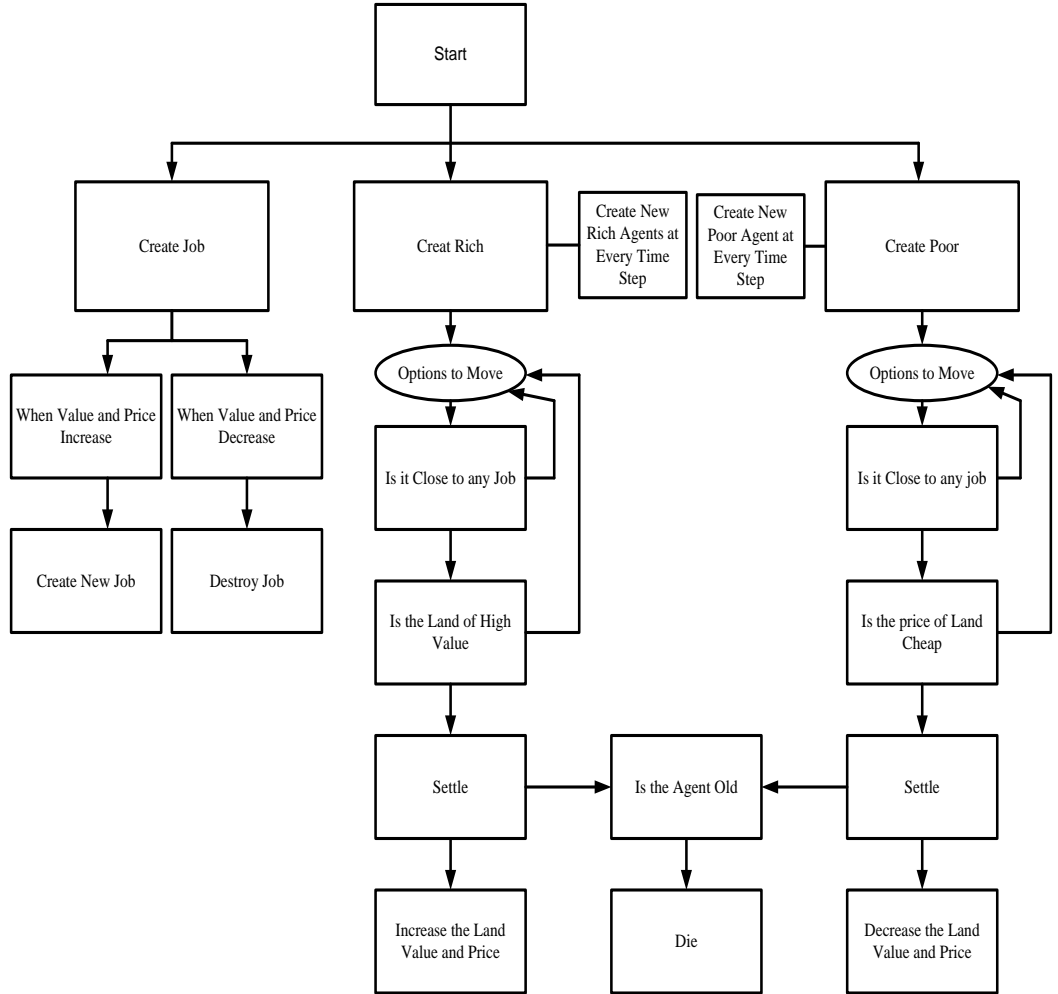 Start
Create Job
Creat Rich
Create New
Rich Agents at
Every Time
Step
Create New
Poor Agent at
Every Time
Step
Create Poor
Options to Move
Options to Move
When Value and Price
Increase
When Value and Price
Decrease
Is it Close to any Job
Is it Close to any job
Create New Job
Destroy Job
Is the Land of High
Value
Is the price of Land
Cheap
Settle
Is the Agent Old
Settle
Increase the Land
Value and Price
Die
Decrease the Land
Value and Price